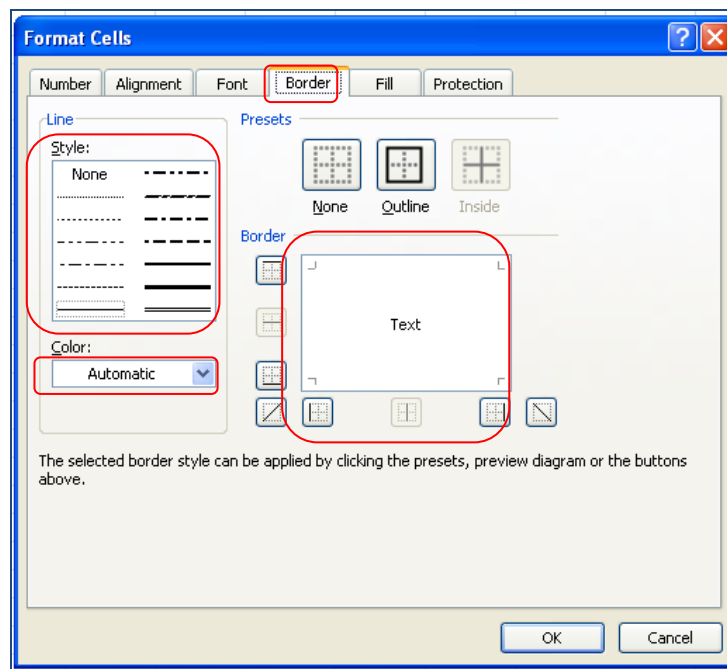 Format Cells
?
X
Number Alignment Font Border Fill Protection
Line
Style:
None
Color:
Automatic
Presets
None Outline Inside
Border
Text
The selected border style can be applied by clicking the presets, preview diagram or the buttons
above.
OK Cancel